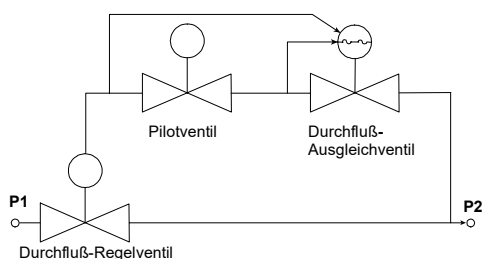 Pilotventil
Durchfluß-
Ausgleichventil
P1
P2
Durchfluß-Regelventil